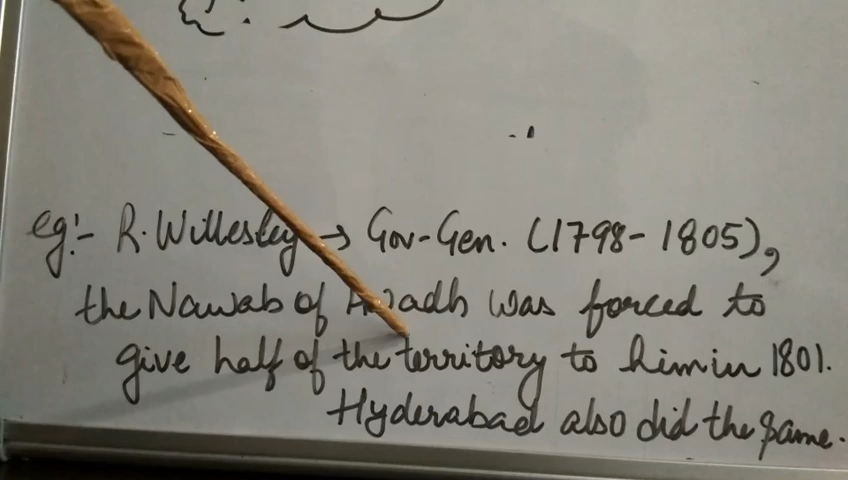 eg:- R. Willesley → Gov-Gen. (1798-1805),
the Nawab of Awadh was forced to
give half of the territory to him in 1801.
Hyderabad also did the same.